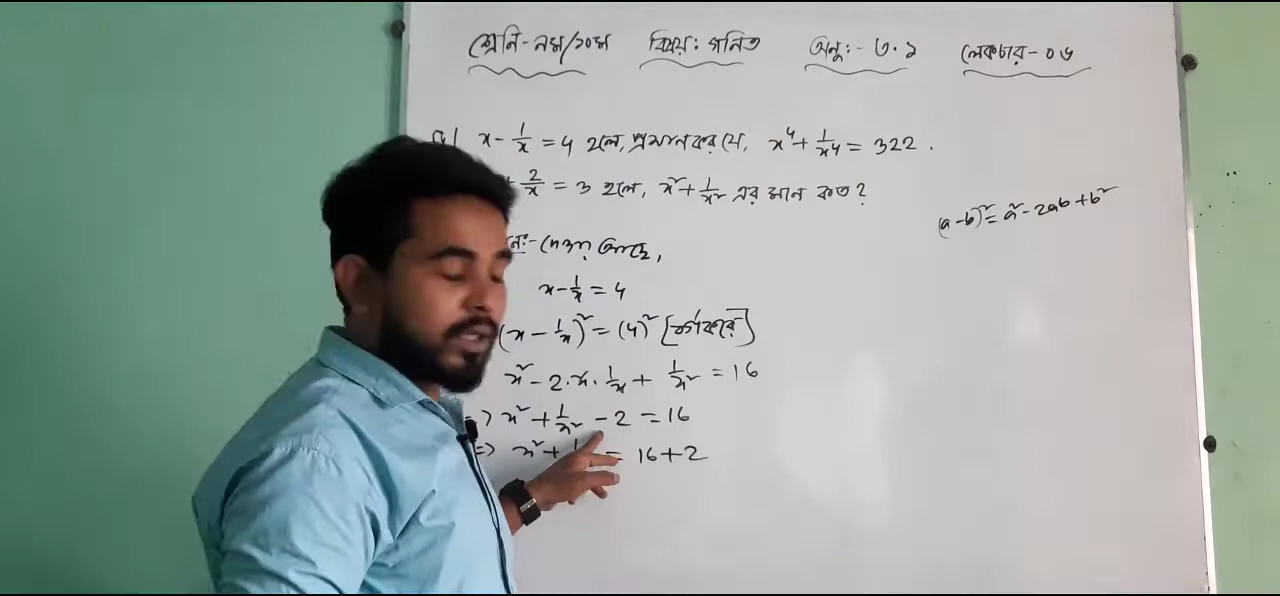 শ্রেনি-নবম/১০ম বিষয়: গনিত অনু:- ৩.১ লেকচার-০৬
x - 1/x = 4 হলে, প্রমান কর যে, x⁴ + 1/x⁴ = 322.
+ 2/x = 3 হলে, x² + 1/x² এর মান কত?
(a-b)² = a² - 2ab + b²
নে:- দেওয়া আছে,
x - 1/x = 4
(x - 1/x)² = (4)² [বর্গ করে]
x² - 2.x.1/x + 1/x² = 16
=> x² + 1/x² - 2 = 16
=> x² + 1 = 16 + 2